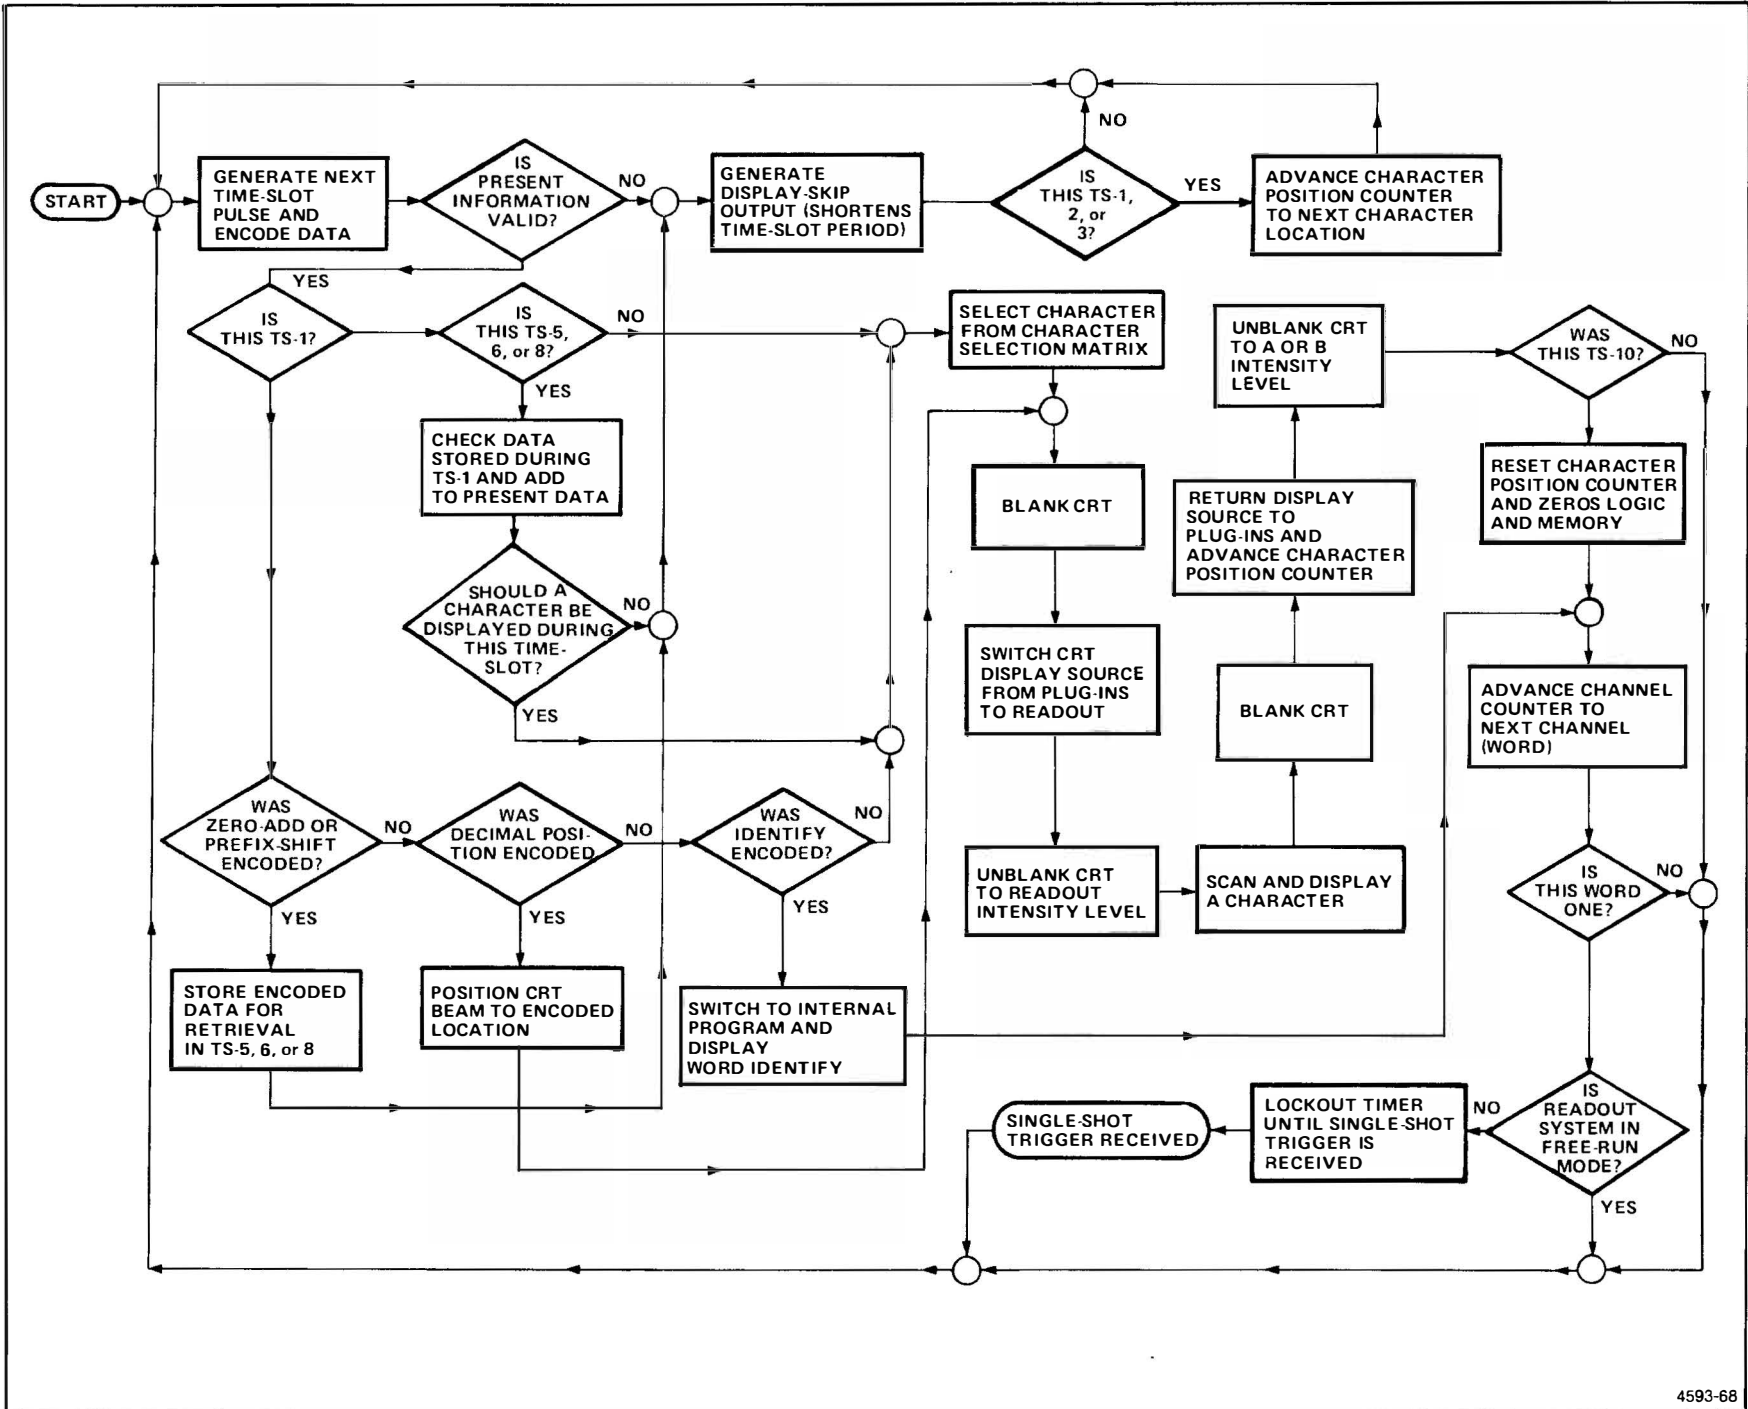 NO
START
GENERATE NEXT
TIME-SLOT
PULSE AND
ENCODE DATA
IS
PRESENT
INFORMATION
VALID?
NO
GENERATE
DISPLAY-SKIP
OUTPUT (SHORTENS
TIME-SLOT PERIOD)
IS
THIS TS-1,
2, or
3?
YES
ADVANCE CHARACTER
POSITION COUNTER
TO NEXT CHARACTER
LOCATION
YES
IS
THIS TS-1?
IS
THIS TS-5,
6, or 8?
NO
YES
SELECT CHARACTER
FROM CHARACTER
SELECTION MATRIX
UNBLANK CRT
TO A OR B
INTENSITY
LEVEL
WAS
THIS TS-10?
NO
CHECK DATA
STORED DURING
TS-1 AND ADD
TO PRESENT DATA
BLANK CRT
RETURN DISPLAY
SOURCE TO
PLUG-INS AND
ADVANCE CHARACTER
POSITION COUNTER
RESET CHARACTER
POSITION COUNTER
AND ZEROS LOGIC
AND MEMORY
SHOULD A
CHARACTER BE
DISPLAYED DURING
THIS TIME-
SLOT?
NO
YES
SWITCH CRT
DISPLAY SOURCE
FROM PLUG-INS
TO READOUT
BLANK CRT
ADVANCE CHANNEL
COUNTER TO
NEXT CHANNEL
(WORD)
WAS
ZERO-ADD OR
PREFIX-SHIFT
ENCODED?
NO
YES
WAS
DECIMAL POSI-
TION ENCODED
NO
YES
WAS
IDENTIFY
ENCODED?
NO
YES
UNBLANK CRT
TO READOUT
INTENSITY LEVEL
SCAN AND DISPLAY
A CHARACTER
IS
THIS WORD
ONE?
NO
STORE ENCODED
DATA FOR
RETRIEVAL
IN TS-5, 6, or 8
POSITION CRT
BEAM TO ENCODED
LOCATION
SWITCH TO INTERNAL
PROGRAM AND
DISPLAY
WORD IDENTIFY
SINGLE-SHOT
TRIGGER RECEIVED
LOCKOUT TIMER
UNTIL SINGLE-SHOT
TRIGGER IS
RECEIVED
NO
IS
READOUT
SYSTEM IN
FREE-RUN
MODE?
YES
4593-68